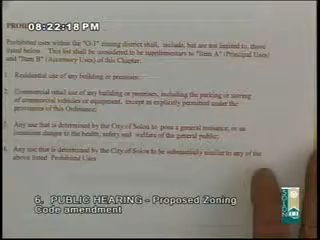 PROH
08:22:18 PM
Prohibited uses within the "O-3" zoning district shall include, but are not limited to, those
listed below. This list shall be considered to be supplementary to "Item A" (Principal Uses)
and "Item B" (Accessory Uses) of this Chapter.
1. Residential use of any building or premises;
2. Commercial retail use of any building or premises, including the parking or storing
of commercial vehicles or equipment, except as explicitly permitted under the
provisions of this Ordinance;
3. Any use that is determined by the City of Solon to pose a general nuisance, or an
imminent danger to the health, safety and welfare of the general public;
4. Any use that is determined by the City of Solon to be substantially similar to any of the
above listed Prohibited Uses
6. PUBLIC HEARING - Proposed Zoning
Code amendment
SOLON